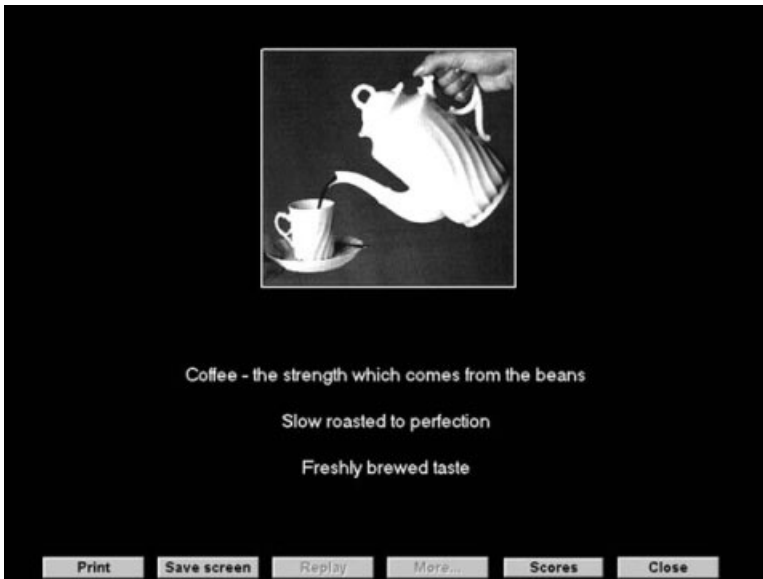 Coffee - the strength which comes from the beans
Slow roasted to perfection
Freshly brewed taste
Print Save screen Replay More... Scores Close